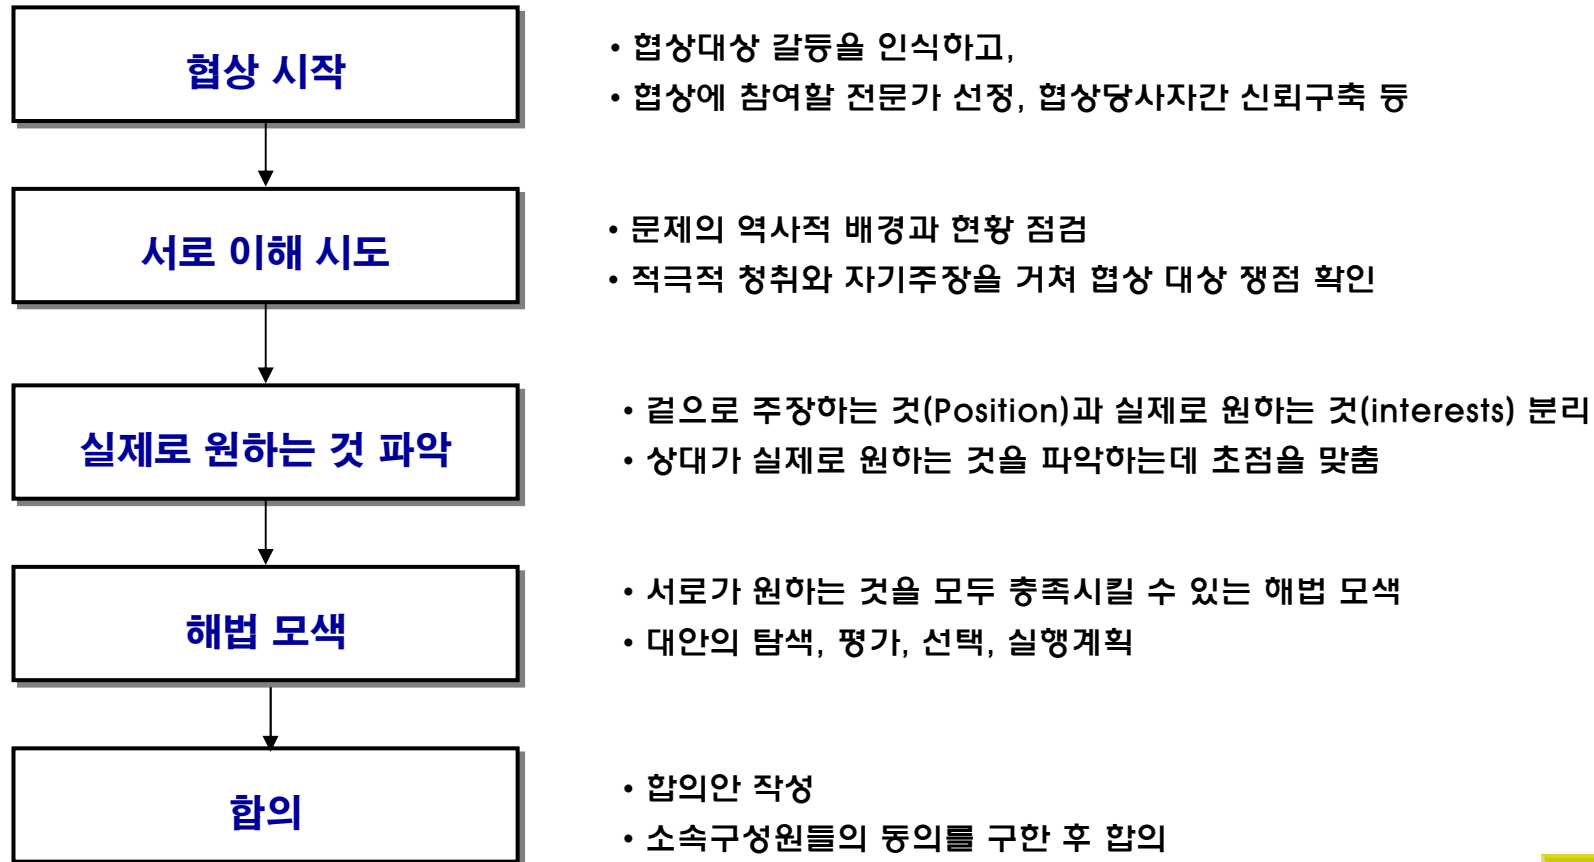 협상 시작
• 협상대상 갈등을 인식하고,
• 협상에 참여할 전문가 선정, 협상당사자간 신뢰구축 등
서로 이해 시도
• 문제의 역사적 배경과 현황 점검
• 적극적 청취와 자기주장을 거쳐 협상 대상 쟁점 확인
실제로 원하는 것 파악
• 겉으로 주장하는 것(Position)과 실제로 원하는 것(interests) 분리
• 상대가 실제로 원하는 것을 파악하는데 초점을 맞춤
해법 모색
• 서로가 원하는 것을 모두 충족시킬 수 있는 해법 모색
• 대안의 탐색, 평가, 선택, 실행계획
합의
• 합의안 작성
• 소속구성원들의 동의를 구한 후 합의